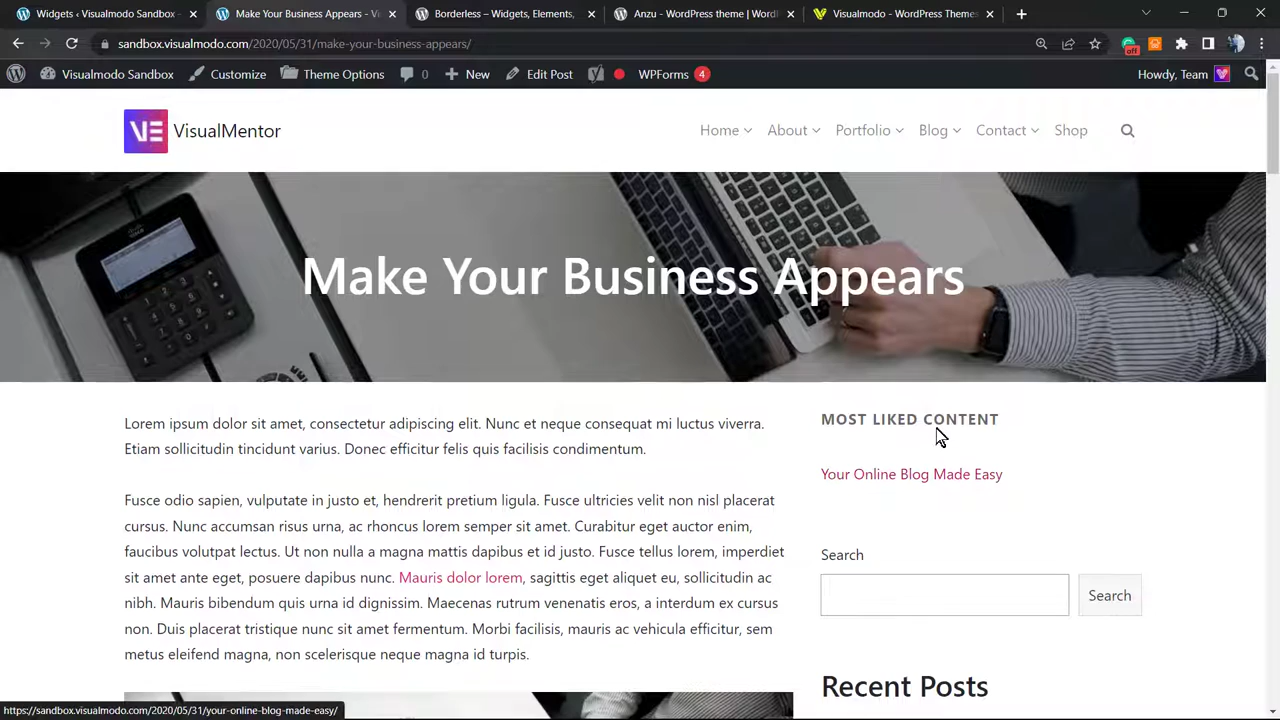 Widgets ‹ Visualmodo Sandbox
Make Your Business Appears - V
Borderless – Widgets, Elements,
Anzu - WordPress theme | Word
Visualmodo - WordPress Themes
sandbox.visualmodo.com/2020/05/31/make-your-business-appears/
off
Visualmodo Sandbox
Customize
Theme Options
0
New
Edit Post
WPForms 4
Howdy, Team
VE VisualMentor
Home
About
Portfolio
Blog
Contact
Shop
Make Your Business Appears
Lorem ipsum dolor sit amet, consectetur adipiscing elit. Nunc et neque consequat mi luctus viverra.
Etiam sollicitudin tincidunt varius. Donec efficitur felis quis facilisis condimentum.
Fusce odio sapien, vulputate in justo et, hendrerit pretium ligula. Fusce ultricies velit non nisl placerat
cursus. Nunc accumsan risus urna, ac rhoncus lorem semper sit amet. Curabitur eget auctor enim,
faucibus volutpat lectus. Ut non nulla a magna mattis dapibus et id justo. Fusce tellus lorem, imperdiet
sit amet ante eget, posuere dapibus nunc. Mauris dolor lorem, sagittis eget aliquet eu, sollicitudin ac
nibh. Mauris bibendum quis urna id dignissim. Maecenas rutrum venenatis eros, a interdum ex cursus
non. Duis placerat tristique nunc sit amet fermentum. Morbi facilisis, mauris ac vehicula efficitur, sem
metus eleifend magna, non scelerisque neque magna id turpis.
MOST LIKED CONTENT
Your Online Blog Made Easy
Search
Search
Recent Posts
https://sandbox.visualmodo.com/2020/05/31/your-online-blog-made-easy/